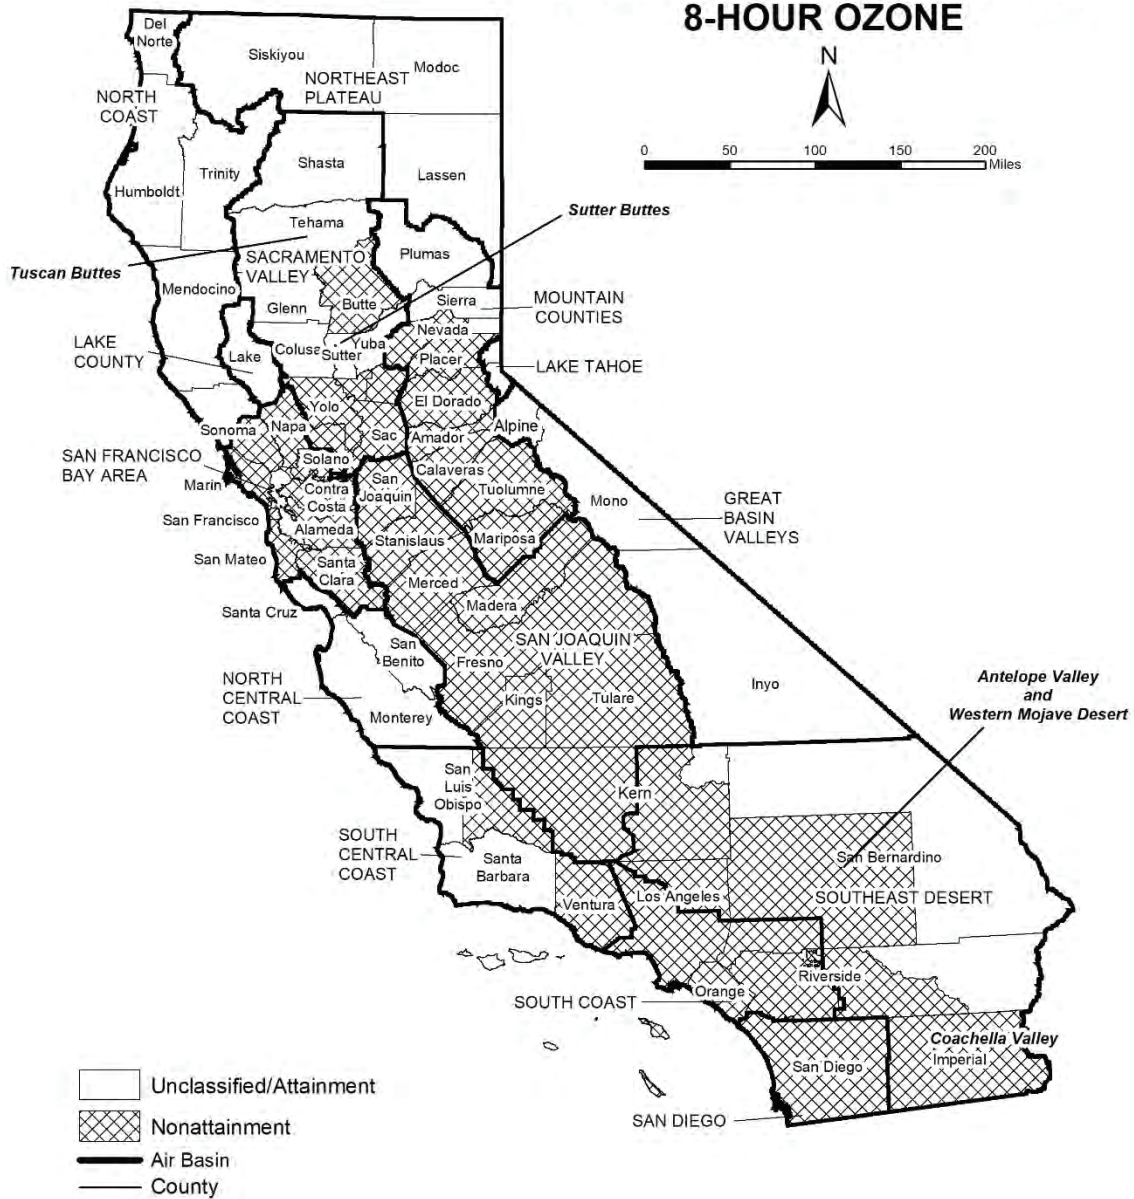 8-HOUR OZONE
N
0
50
100
150
200
Miles
Del
Norte
Siskiyou
Modoc
NORTHEAST
PLATEAU
NORTH
COAST
Shasta
Trinity
Lassen
Humboldt
Sutter Buttes
Tehama
Plumas
SACRAMENTO
VALLEY
Tuscan Buttes
Mendocino
Sierra
MOUNTAIN
COUNTIES
Butte
Glenn
Nevada
LAKE
COUNTY
Lake
Colusa
Sutter
Yuba
Placer
LAKE TAHOE
El Dorado
Yolo
Napa
Sonoma
Sac
Amador
Alpine
SAN FRANCISCO
BAY AREA
Solano
Calaveras
Marin
San
Joaquin
Contra
Costa
Tuolumne
Mono
GREAT
BASIN
VALLEYS
San Francisco
Alameda
Stanislaus
Mariposa
San Mateo
Santa
Clara
Merced
Madera
Santa Cruz
San
Benito
SAN JOAQUIN
VALLEY
Fresno
NORTH
CENTRAL
COAST
Kings
Tulare
Inyo
Antelope Valley
and
Western Mojave Desert
Monterey
San
Luis
Obispo
Kern
SOUTH
CENTRAL
COAST
Santa
Barbara
San Bernardino
Ventura
Los Angeles
SOUTHEAST DESERT
Riverside
Orange
SOUTH COAST
Coachella Valley
Imperial
San Diego
SAN DIEGO
Unclassified/Attainment
Nonattainment
Air Basin
County